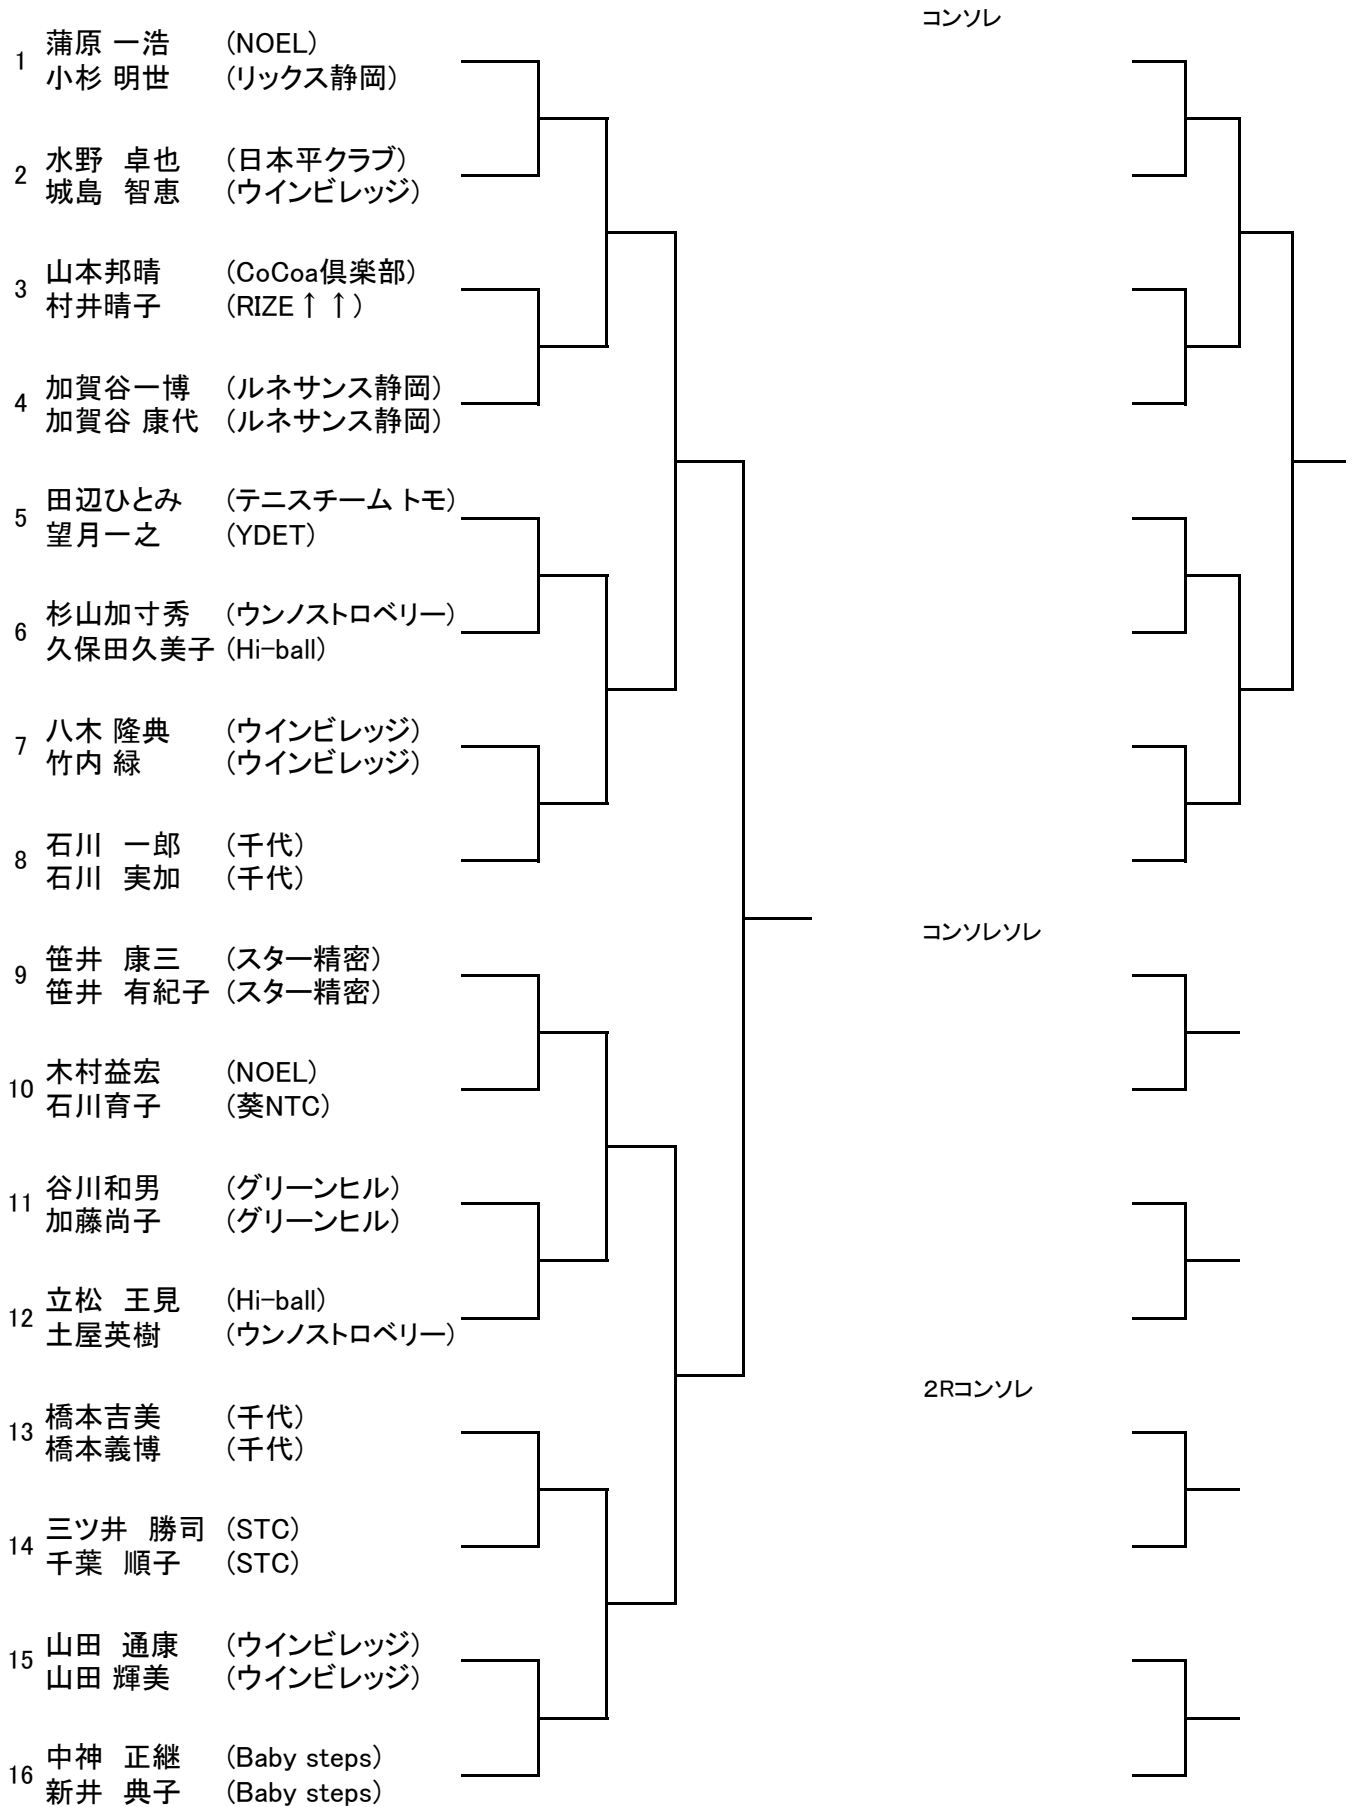 コンソレ
1 蒲原 一浩 (NOEL)
小杉 明世 (リックス静岡)
2 水野 卓也 (日本平クラブ)
城島 智恵 (ウインビレッジ)
3 山本邦晴 (CoCoa倶楽部)
村井晴子 (RIZE↑↑)
4 加賀谷一博 (ルネサンス静岡)
加賀谷 康代 (ルネサンス静岡)
5 田辺ひとみ (テニスチーム トモ)
望月一之 (YDET)
6 杉山加寸秀 (ウンノストロベリー)
久保田久美子 (Hi-ball)
7 八木 隆典 (ウインビレッジ)
竹内 緑 (ウインビレッジ)
8 石川 一郎 (千代)
石川 実加 (千代)
コンソレソレ
9 笹井 康三 (スター精密)
笹井 有紀子 (スター精密)
10 木村益宏 (NOEL)
石川育子 (葵NTC)
11 谷川和男 (グリーンヒル)
加藤尚子 (グリーンヒル)
12 立松 王見 (Hi-ball)
土屋英樹 (ウンノストロベリー)
2Rコンソレ
13 橋本吉美 (千代)
橋本義博 (千代)
14 三ツ井 勝司 (STC)
千葉 順子 (STC)
15 山田 通康 (ウインビレッジ)
山田 輝美 (ウインビレッジ)
16 中神 正継 (Baby steps)
新井 典子 (Baby steps)